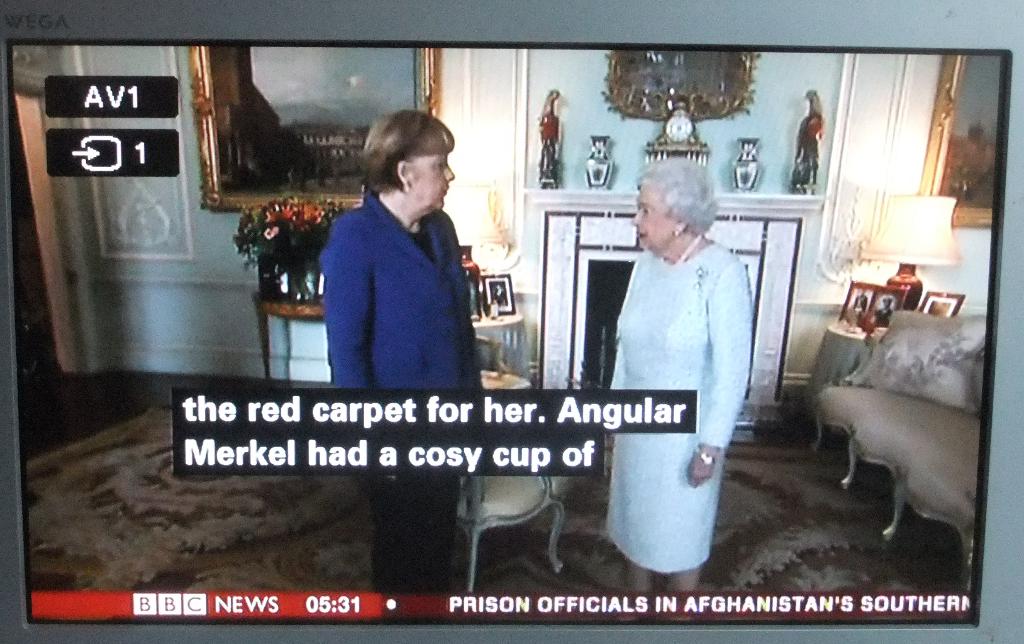 WEGA
AV1
1
the red carpet for her. Angular
Merkel had a cosy cup of
BBC NEWS 05:31 • PRISON OFFICIALS IN AFGHANISTAN'S SOUTHERN